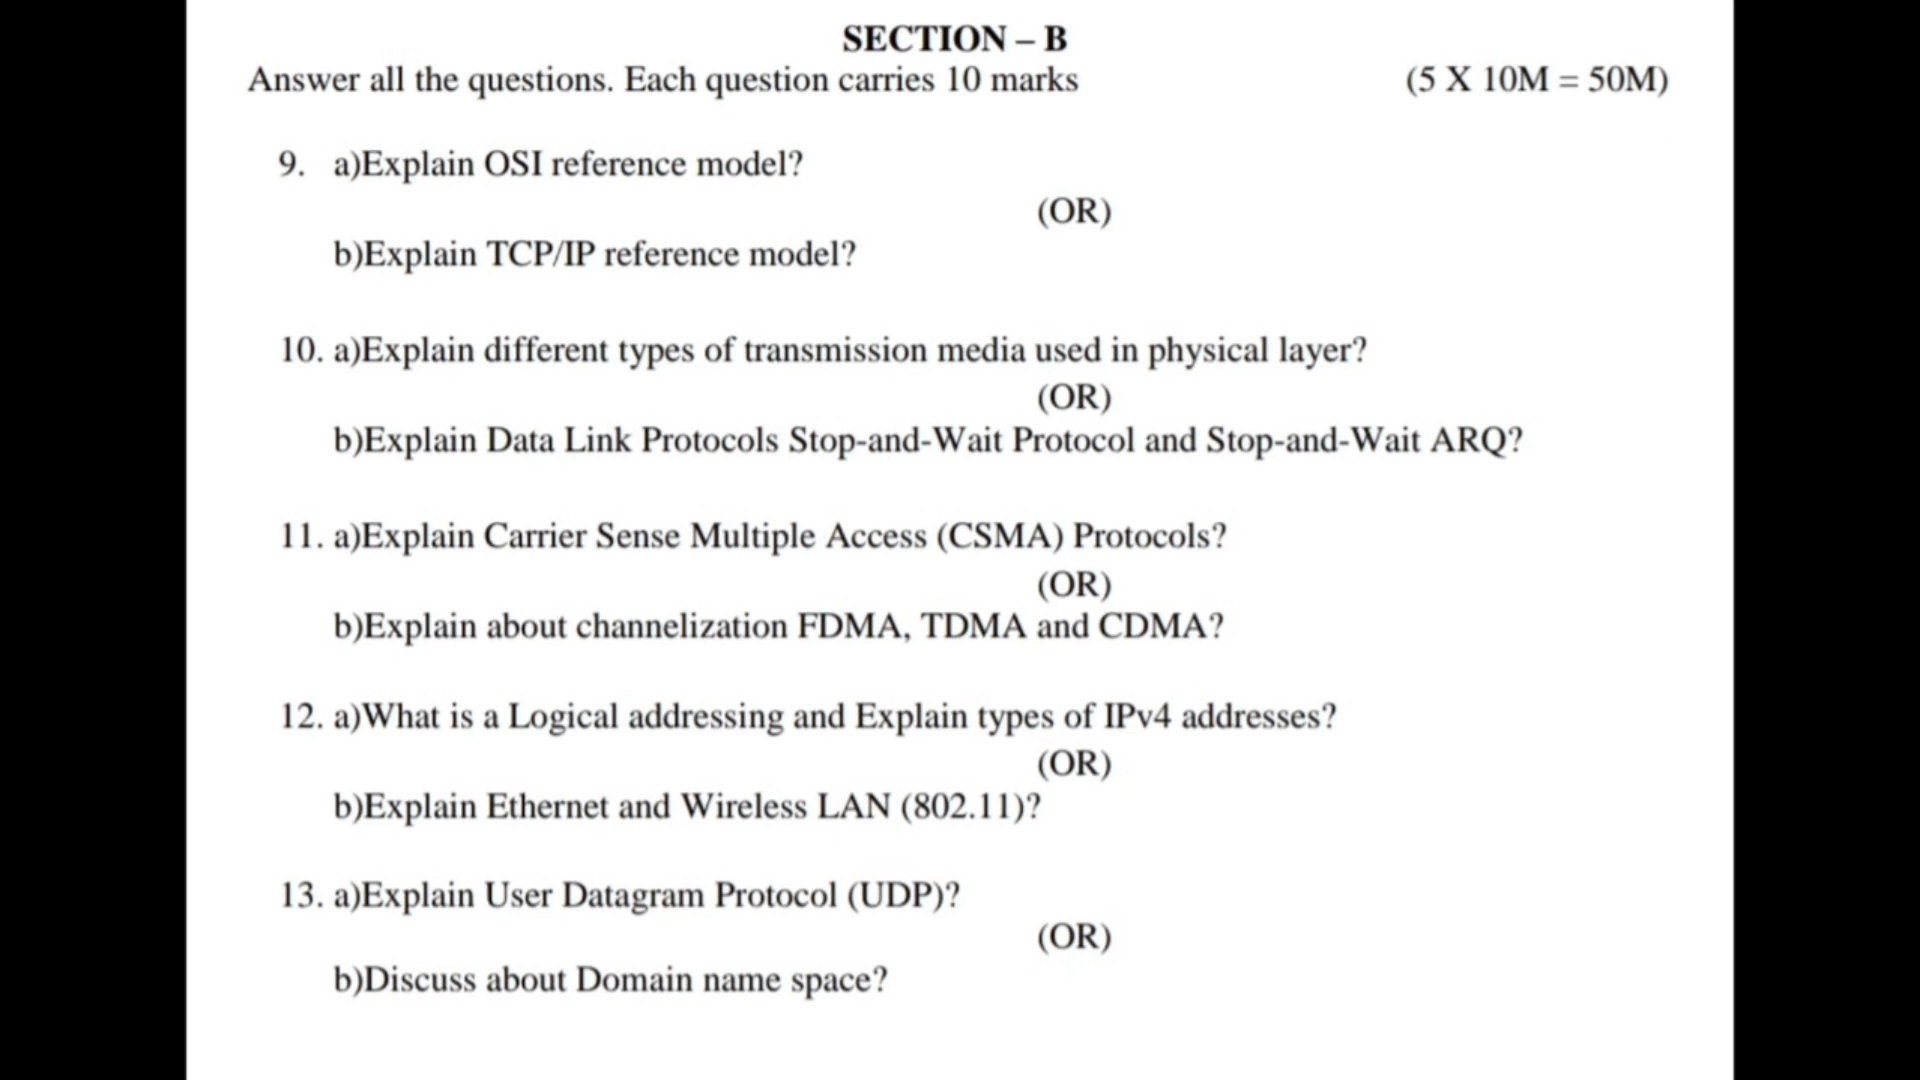 SECTION – B
Answer all the questions. Each question carries 10 marks (5 X 10M = 50M)
9. a)Explain OSI reference model?
(OR)
b)Explain TCP/IP reference model?
10. a)Explain different types of transmission media used in physical layer?
(OR)
b)Explain Data Link Protocols Stop-and-Wait Protocol and Stop-and-Wait ARQ?
11. a)Explain Carrier Sense Multiple Access (CSMA) Protocols?
(OR)
b)Explain about channelization FDMA, TDMA and CDMA?
12. a)What is a Logical addressing and Explain types of IPv4 addresses?
(OR)
b)Explain Ethernet and Wireless LAN (802.11)?
13. a)Explain User Datagram Protocol (UDP)?
(OR)
b)Discuss about Domain name space?